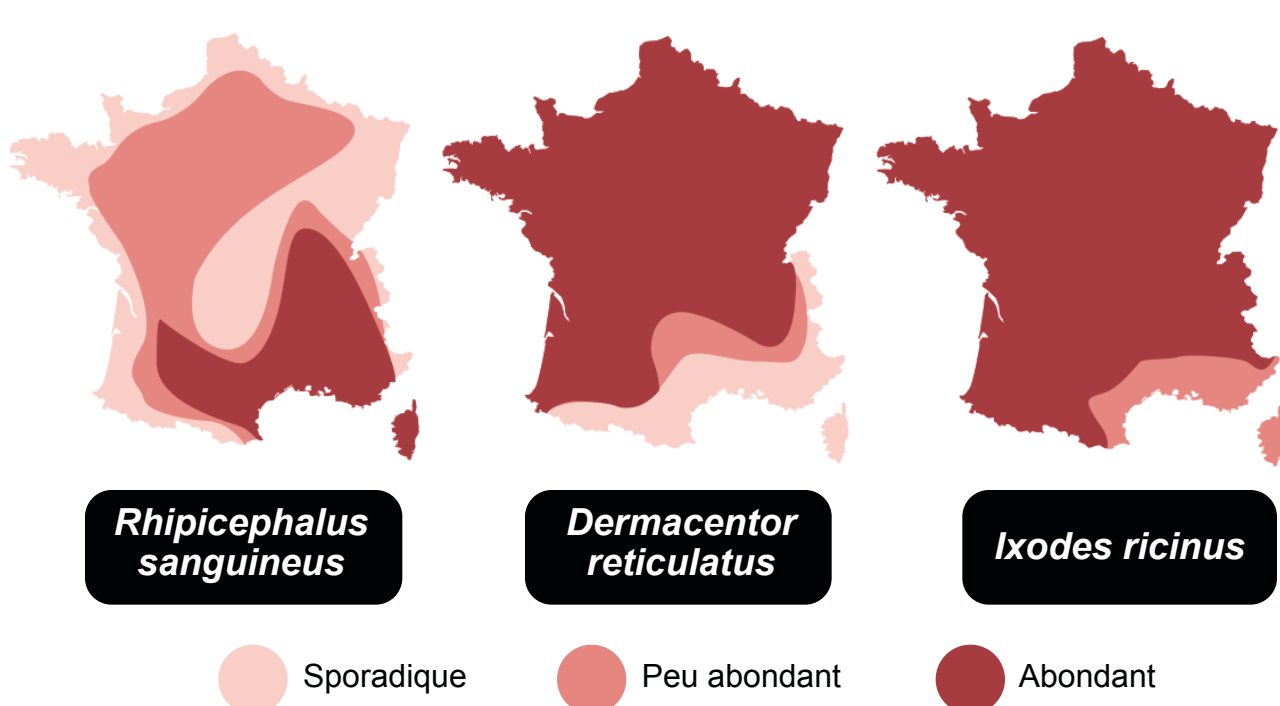 Rhipicephalus
sanguineus
Dermacentor
reticulatus
Ixodes ricinus
Sporadique
Peu abondant
Abondant